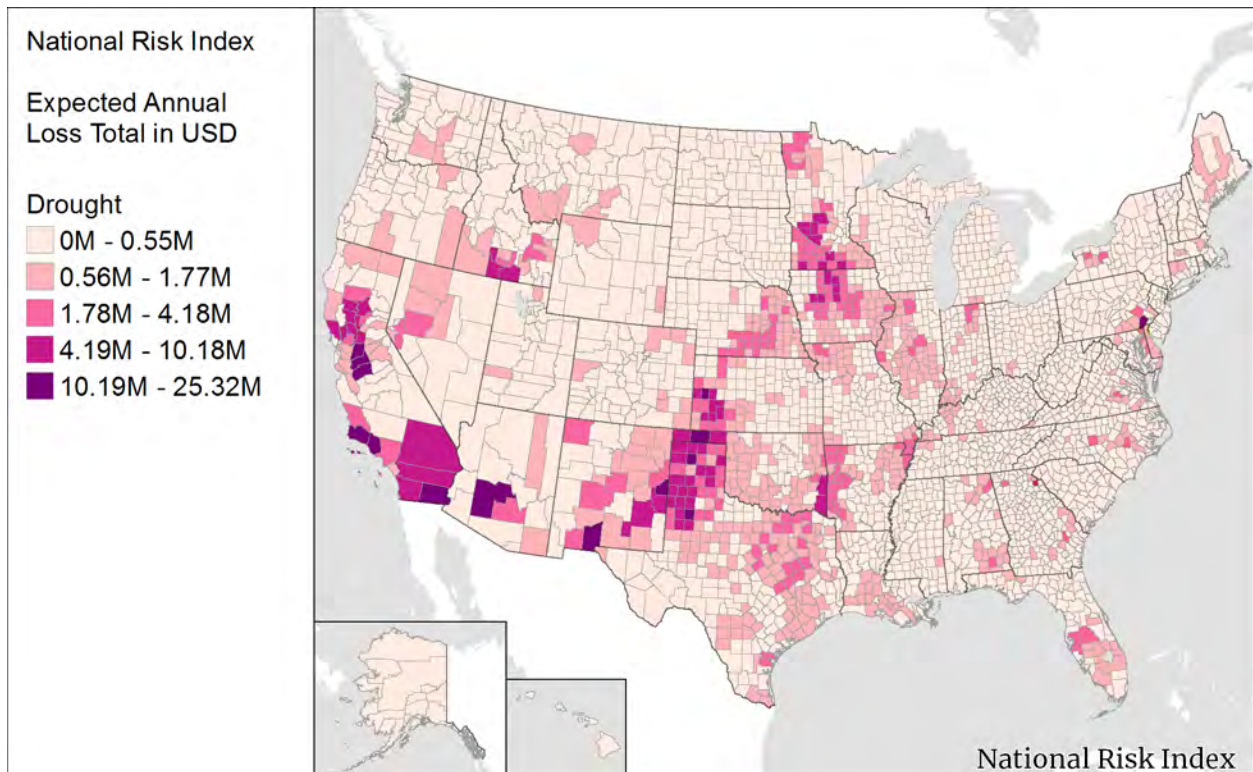 National Risk Index
Expected Annual
Loss Total in USD
Drought
0M - 0.55M
0.56M - 1.77M
1.78M - 4.18M
4.19M - 10.18M
10.19M - 25.32M
National Risk Index